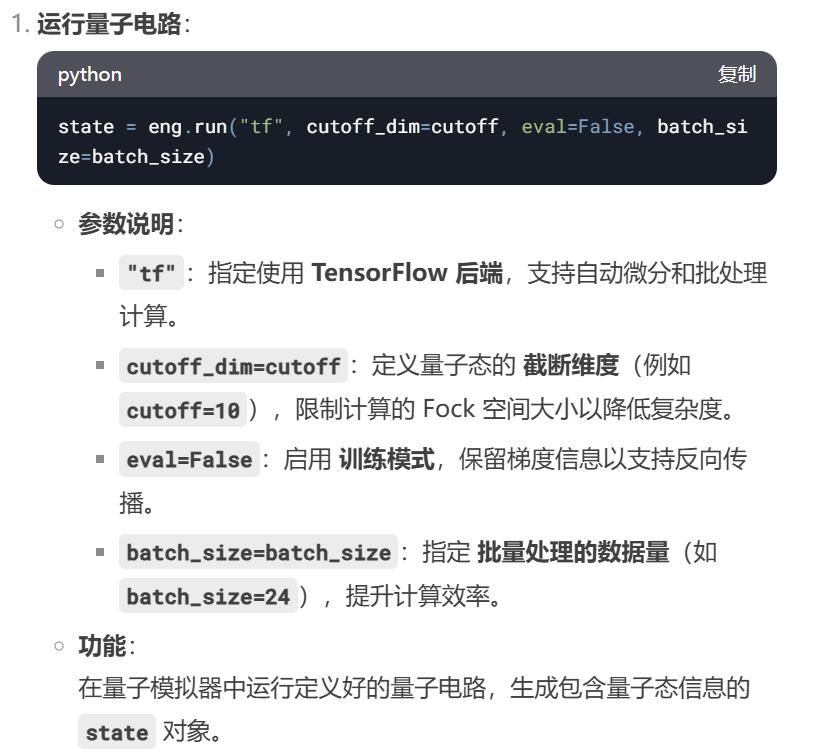 1. 运行量子电路：
python 复制
state = eng.run("tf", cutoff_dim=cutoff, eval=False, batch_si
ze=batch_size)
参数说明：
"tf"：指定使用 TensorFlow 后端，支持自动微分和批处理
计算。
cutoff_dim=cutoff：定义量子态的 截断维度（例如
cutoff=10），限制计算的 Fock 空间大小以降低复杂度。
eval=False：启用 训练模式，保留梯度信息以支持反向传
播。
batch_size=batch_size：指定 批量处理的数据量（如
batch_size=24），提升计算效率。
功能：
在量子模拟器中运行定义好的量子电路，生成包含量子态信息的
state 对象。